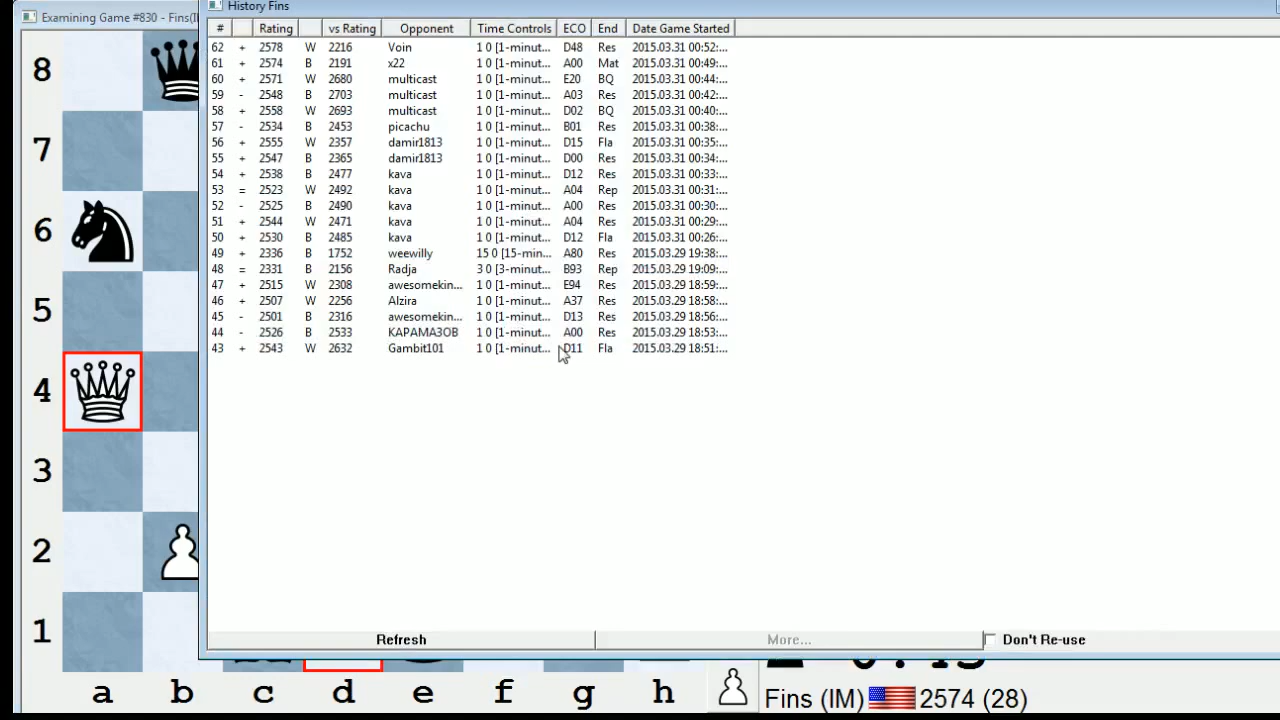 Examining Game #830 - Fins(I
History Fins
# Rating vs Rating Opponent Time Controls ECO End Date Game Started
62 + 2578 W 2216 Voin 1 0 [1-minut... D48 Res 2015.03.31 00:52:...
61 + 2574 B 2191 x22 1 0 [1-minut... A00 Mat 2015.03.31 00:49:...
60 + 2571 W 2680 multicast 1 0 [1-minut... E20 BQ 2015.03.31 00:44:...
59 - 2548 B 2703 multicast 1 0 [1-minut... A03 Res 2015.03.31 00:42:...
58 + 2558 W 2693 multicast 1 0 [1-minut... D02 BQ 2015.03.31 00:40:...
57 - 2534 B 2453 picachu 1 0 [1-minut... B01 Res 2015.03.31 00:38:...
56 + 2555 W 2357 damir1813 1 0 [1-minut... D15 Fla 2015.03.31 00:35:...
55 + 2547 B 2365 damir1813 1 0 [1-minut... D00 Res 2015.03.31 00:34:...
54 + 2538 B 2477 kava 1 0 [1-minut... D12 Res 2015.03.31 00:33:...
53 = 2523 W 2492 kava 1 0 [1-minut... A04 Rep 2015.03.31 00:31:...
52 - 2525 B 2490 kava 1 0 [1-minut... A00 Res 2015.03.31 00:30:...
51 + 2544 W 2471 kava 1 0 [1-minut... A04 Res 2015.03.31 00:29:...
50 + 2530 B 2485 kava 1 0 [1-minut... D12 Fla 2015.03.31 00:26:...
49 + 2336 B 1752 weewilly 15 0 [15-min... A80 Res 2015.03.29 19:38:...
48 = 2331 B 2156 Radja 3 0 [3-minut... B93 Rep 2015.03.29 19:09:...
47 + 2515 W 2308 awesomekin... 1 0 [1-minut... E94 Res 2015.03.29 18:59:...
46 + 2507 W 2256 Alzira 1 0 [1-minut... A37 Res 2015.03.29 18:58:...
45 - 2501 B 2316 awesomekin... 1 0 [1-minut... D13 Res 2015.03.29 18:56:...
44 - 2526 B 2533 KAPAMA3OB 1 0 [1-minut... A00 Res 2015.03.29 18:53:...
43 + 2543 W 2632 Gambit101 1 0 [1-minut... D11 Fla 2015.03.29 18:51:...
8
7
6
5
4
3
2
1
Refresh More... Don't Re-use
a b c d e f g h
Fins (IM) 2574 (28)